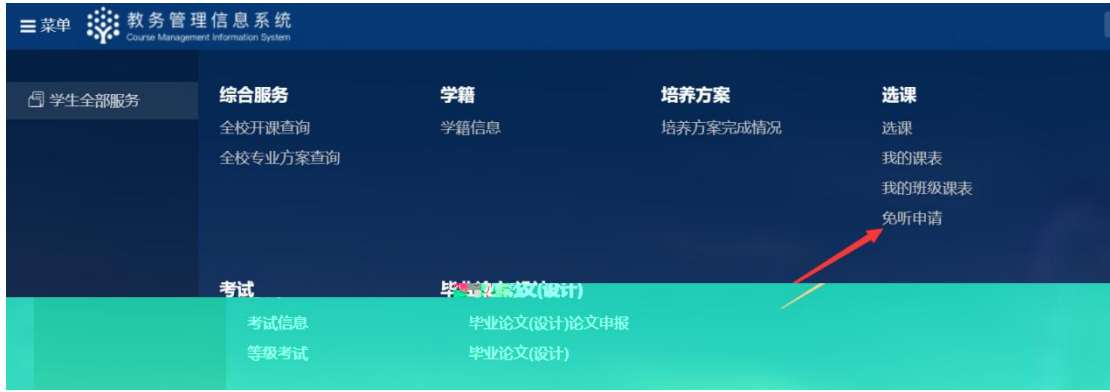 菜单
教务管理信息系统
Course Management Information System
学生全部服务
综合服务
全校开课查询
全校专业方案查询
学籍
学籍信息
培养方案
培养方案完成情况
选课
选课
我的课表
我的班级课表
免听申请
考试
考试信息
等级考试
(设计)
毕业论文(设计)论文申报
毕业论文(设计)